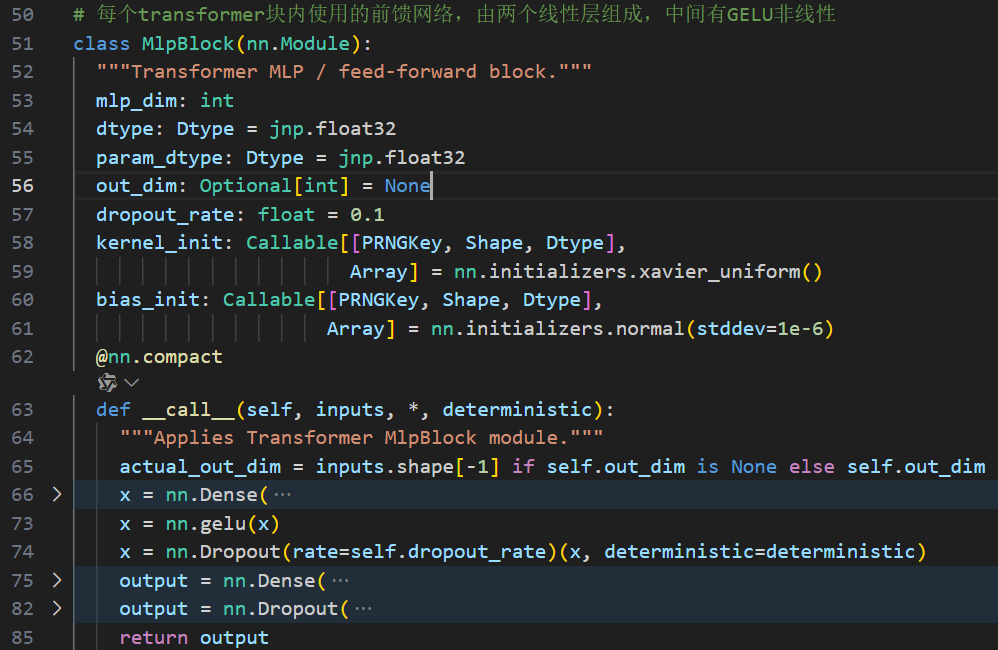 50 # 每个transformer块内使用的前馈网络，由两个线性层组成，中间有GELU非线性
51 class MlpBlock(nn.Module):
52 """Transformer MLP / feed-forward block."""
53 mlp_dim: int
54 dtype: Dtype = jnp.float32
55 param_dtype: Dtype = jnp.float32
56 out_dim: Optional[int] = None
57 dropout_rate: float = 0.1
58 kernel_init: Callable[[PRNGKey, Shape, Dtype],
59 Array] = nn.initializers.xavier_uniform()
60 bias_init: Callable[[PRNGKey, Shape, Dtype],
61 Array] = nn.initializers.normal(stddev=1e-6)
62 @nn.compact
63 def __call__(self, inputs, *, deterministic):
64 """Applies Transformer MlpBlock module."""
65 actual_out_dim = inputs.shape[-1] if self.out_dim is None else self.out_dim
66 x = nn.Dense( ⋯
73 x = nn.gelu(x)
74 x = nn.Dropout(rate=self.dropout_rate)(x, deterministic=deterministic)
75 output = nn.Dense( ⋯
82 output = nn.Dropout( ⋯
85 return output